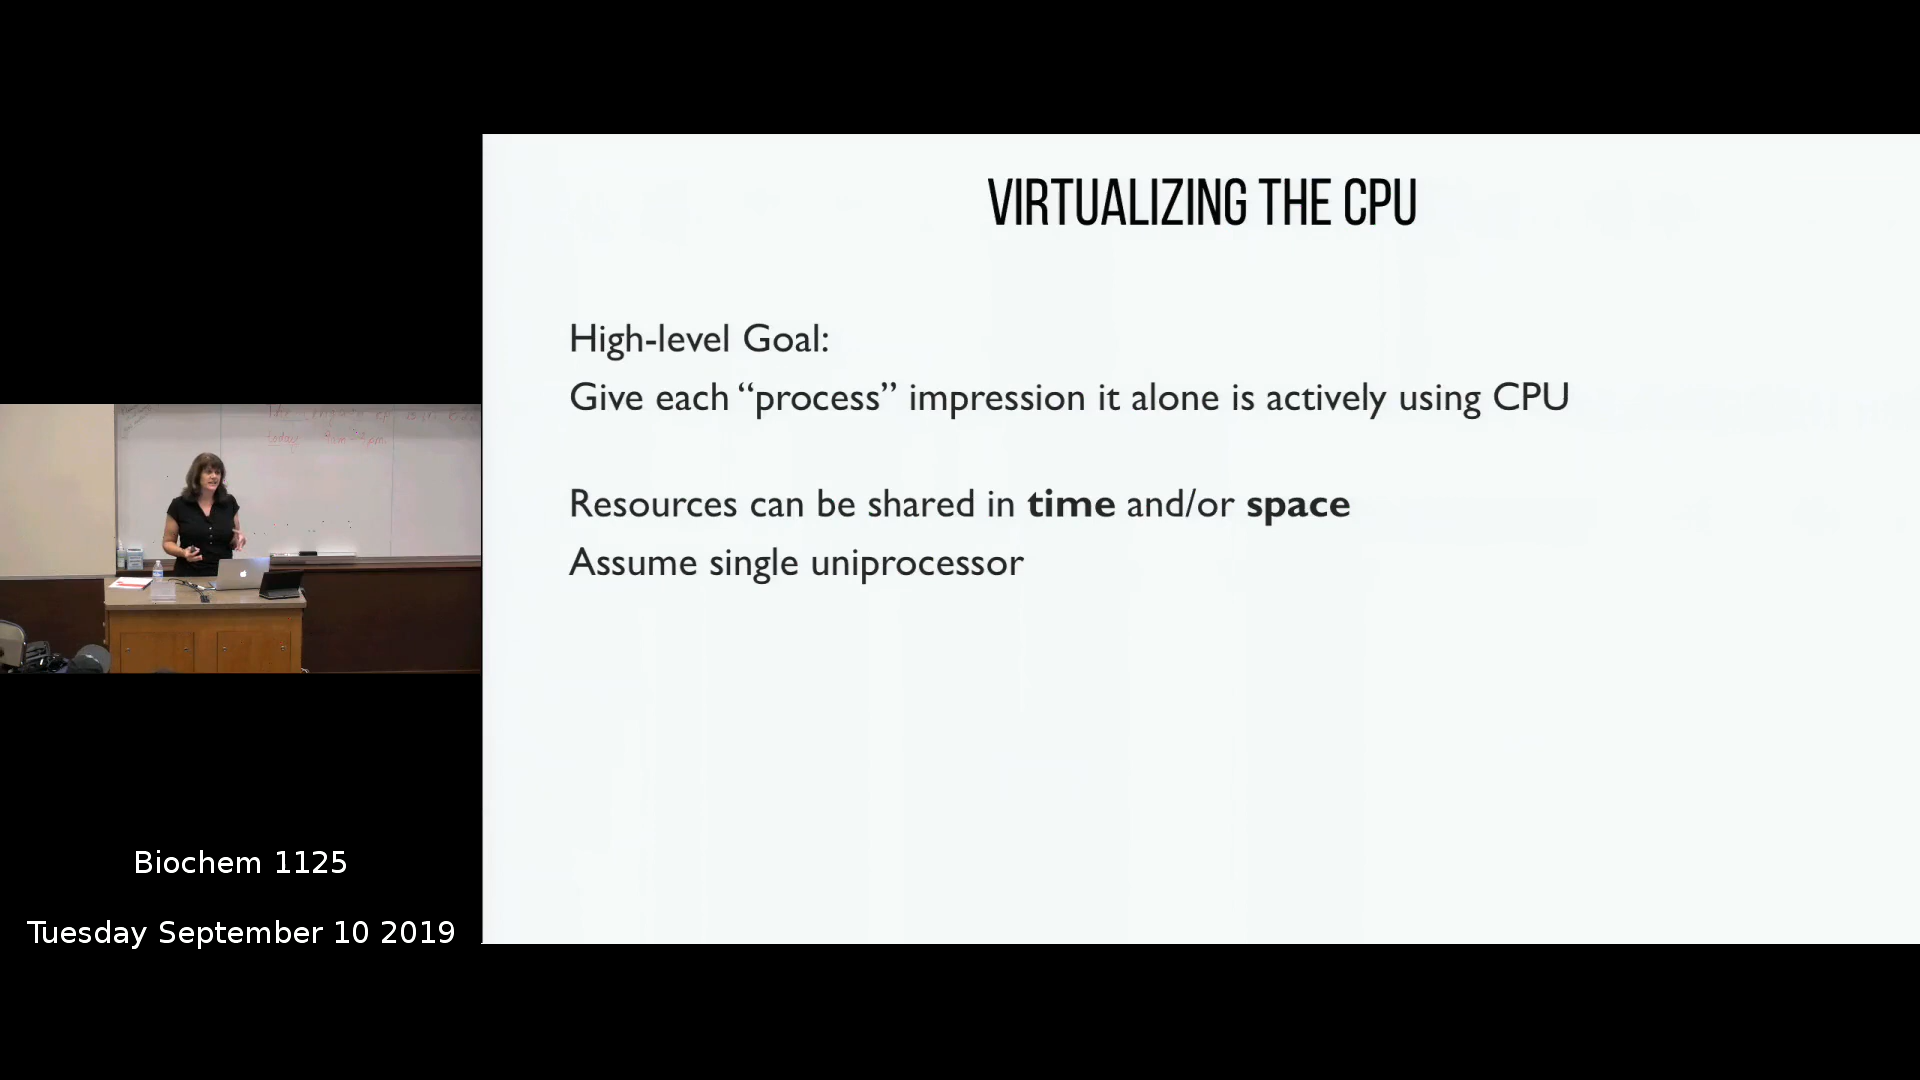 VIRTUALIZING THE CPU
High-level Goal:
Give each “process” impression it alone is actively using CPU
Resources can be shared in time and/or space
Assume single uniprocessor
today
Biochem 1125
Tuesday September 10 2019